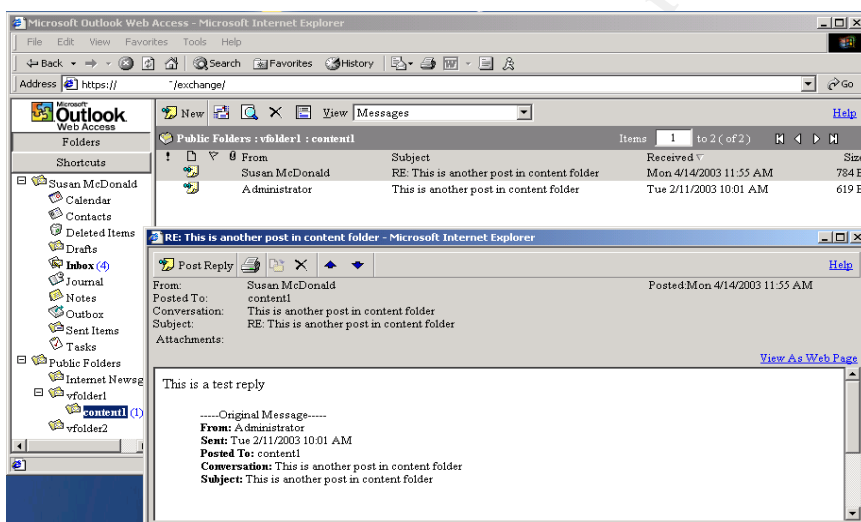 Microsoft Outlook Web Access - Microsoft Internet Explorer
File Edit View Favorites Tools Help
Back Search Favorites History
Address https:// ~/exchange/ Go
Microsoft Outlook Web Access
New View Messages Help
Folders
Public Folders : vfolder1 : content1 Items 1 to 2 ( of 2 )
Shortcuts
! From Subject Received Size
Susan McDonald RE: This is another post in content folder Mon 4/14/2003 11:55 AM 784 B
Administrator This is another post in content folder Tue 2/11/2003 10:01 AM 619 B
Susan McDonald
Calendar
Contacts
Deleted Items
Drafts
Inbox (4)
Journal
Notes
Outbox
Sent Items
Tasks
Public Folders
Internet Newsg
vfolder1
content1 (1)
vfolder2
RE: This is another post in content folder - Microsoft Internet Explorer
Post Reply Help
From: Susan McDonald Posted:Mon 4/14/2003 11:55 AM
Posted To: content1
Conversation: This is another post in content folder
Subject: RE: This is another post in content folder
Attachments:
View As Web Page
This is a test reply
-----Original Message-----
From: Administrator
Sent: Tue 2/11/2003 10:01 AM
Posted To: content1
Conversation: This is another post in content folder
Subject: This is another post in content folder